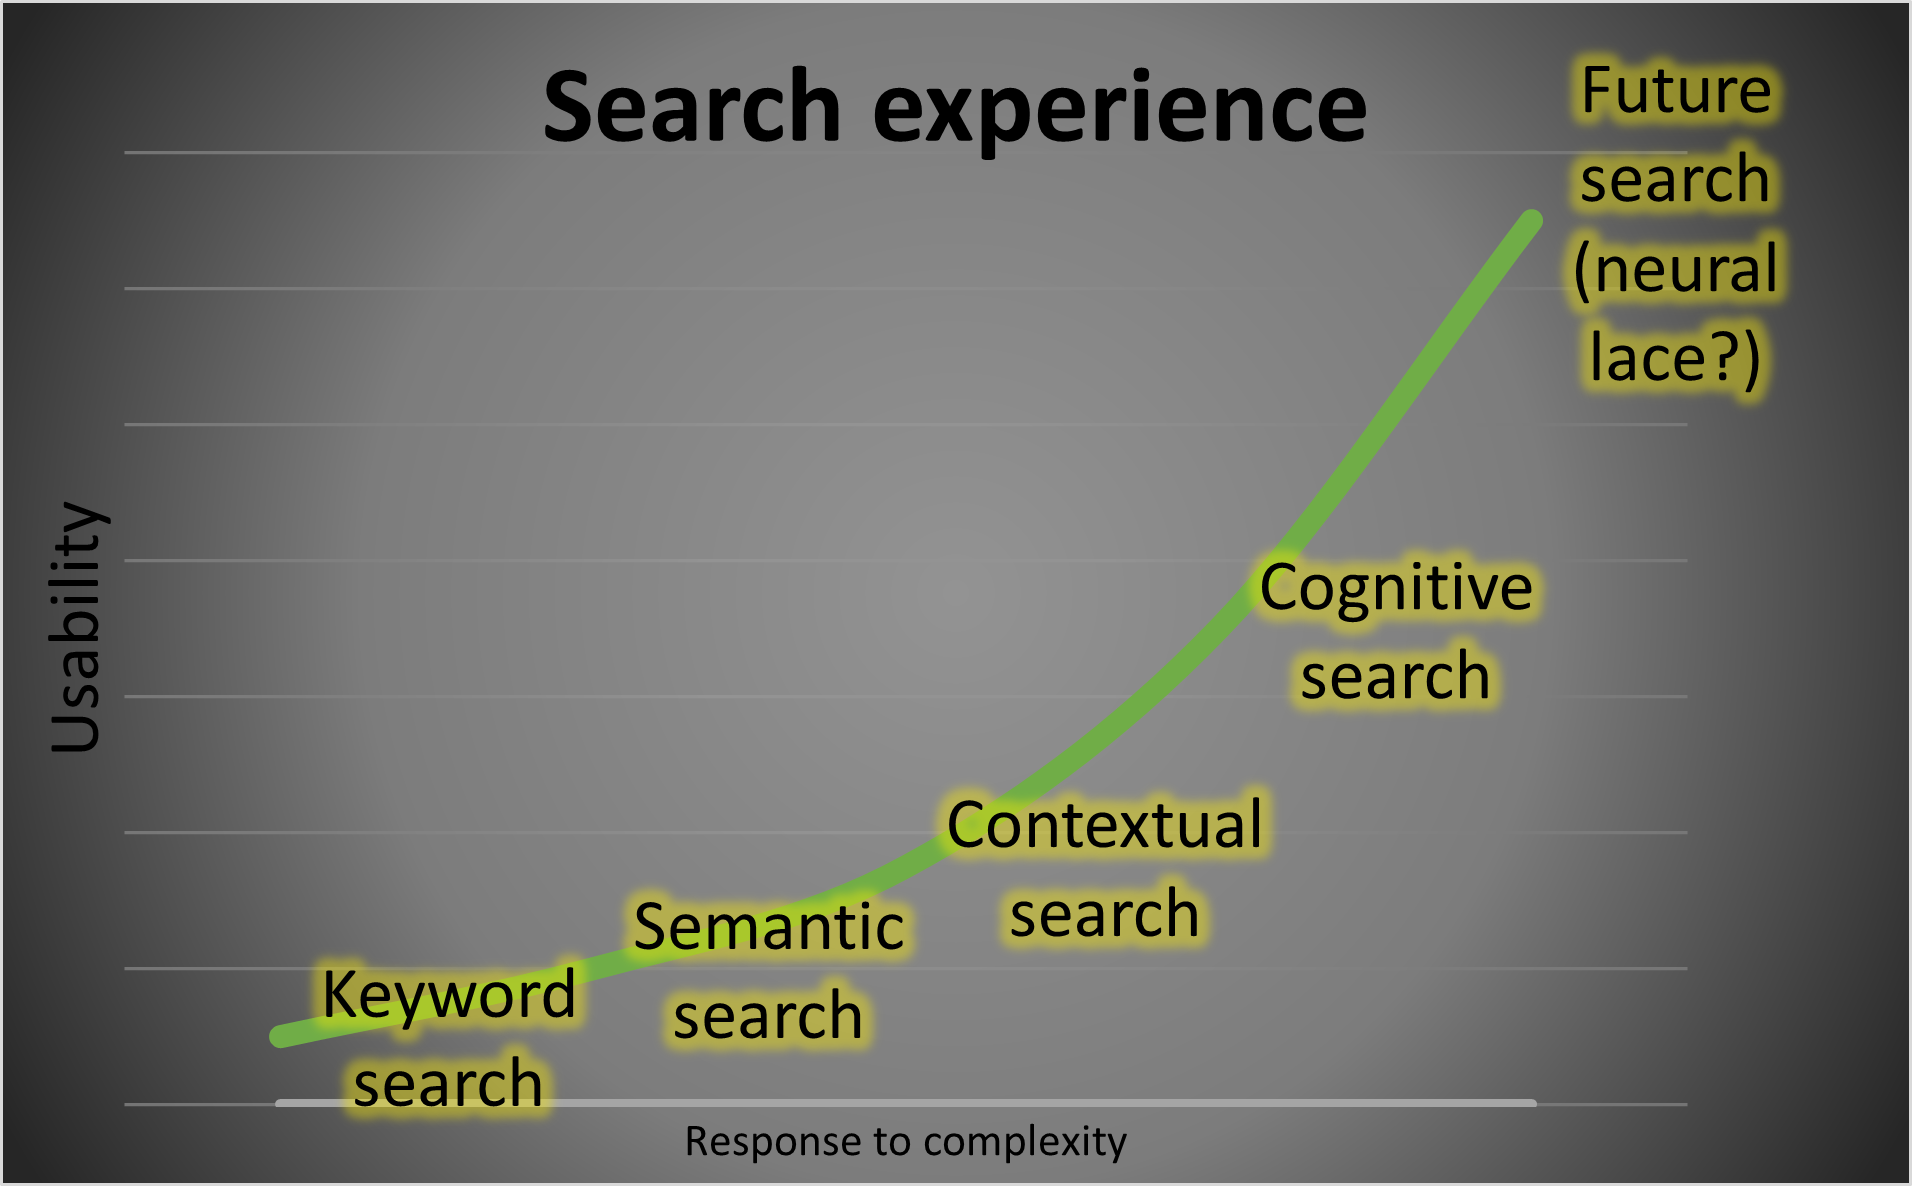 Search experience
Future
search
(neural
lace?)
Usability
Cognitive
search
Contextual
search
Semantic
search
Keyword
search
Response to complexity